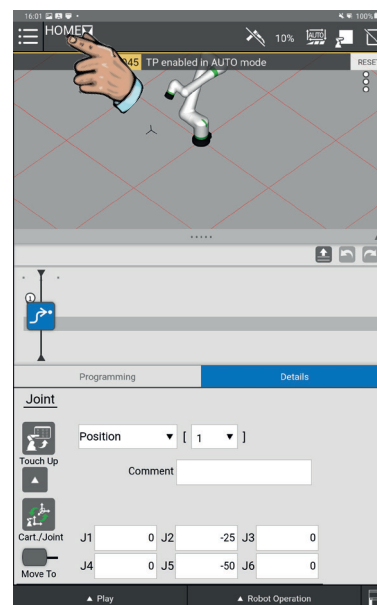 16:01
100%
HOME
10%
AUTO
045 TP enabled in AUTO mode
RESET
1
Programming
Details
Joint
Position ▼ [ 1 ▼ ]
Touch Up
Comment
Cart./Joint
J1 0 J2 -25 J3 0
Move To
J4 0 J5 -50 J6 0
▲ Play
▲ Robot Operation